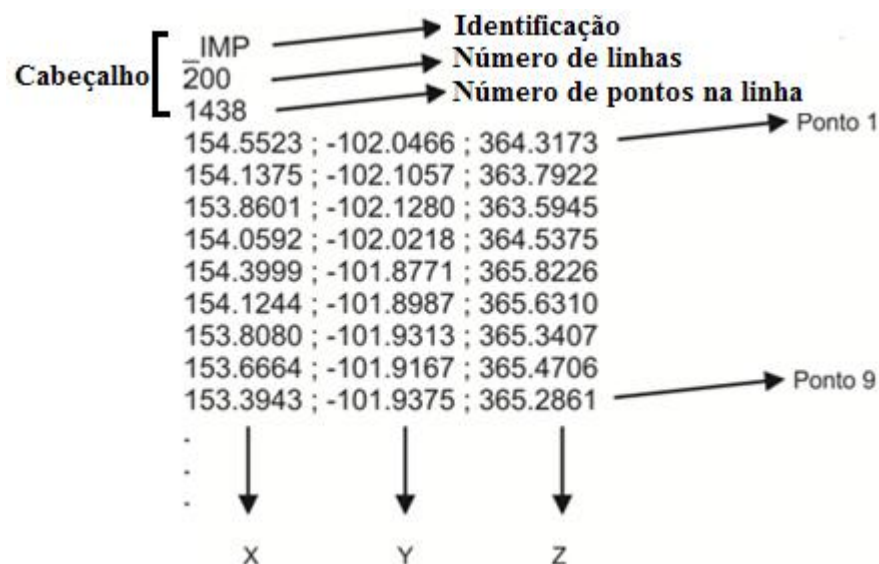 _IMP
Identificação
Cabeçalho
200
Número de linhas
1438
Número de pontos na linha
154.5523 ; -102.0466 ; 364.3173
Ponto 1
154.1375 ; -102.1057 ; 363.7922
153.8601 ; -102.1280 ; 363.5945
154.0592 ; -102.0218 ; 364.5375
154.3999 ; -101.8771 ; 365.8226
154.1244 ; -101.8987 ; 365.6310
153.8080 ; -101.9313 ; 365.3407
153.6664 ; -101.9167 ; 365.4706
153.3943 ; -101.9375 ; 365.2861
Ponto 9
.
.
.
X Y Z